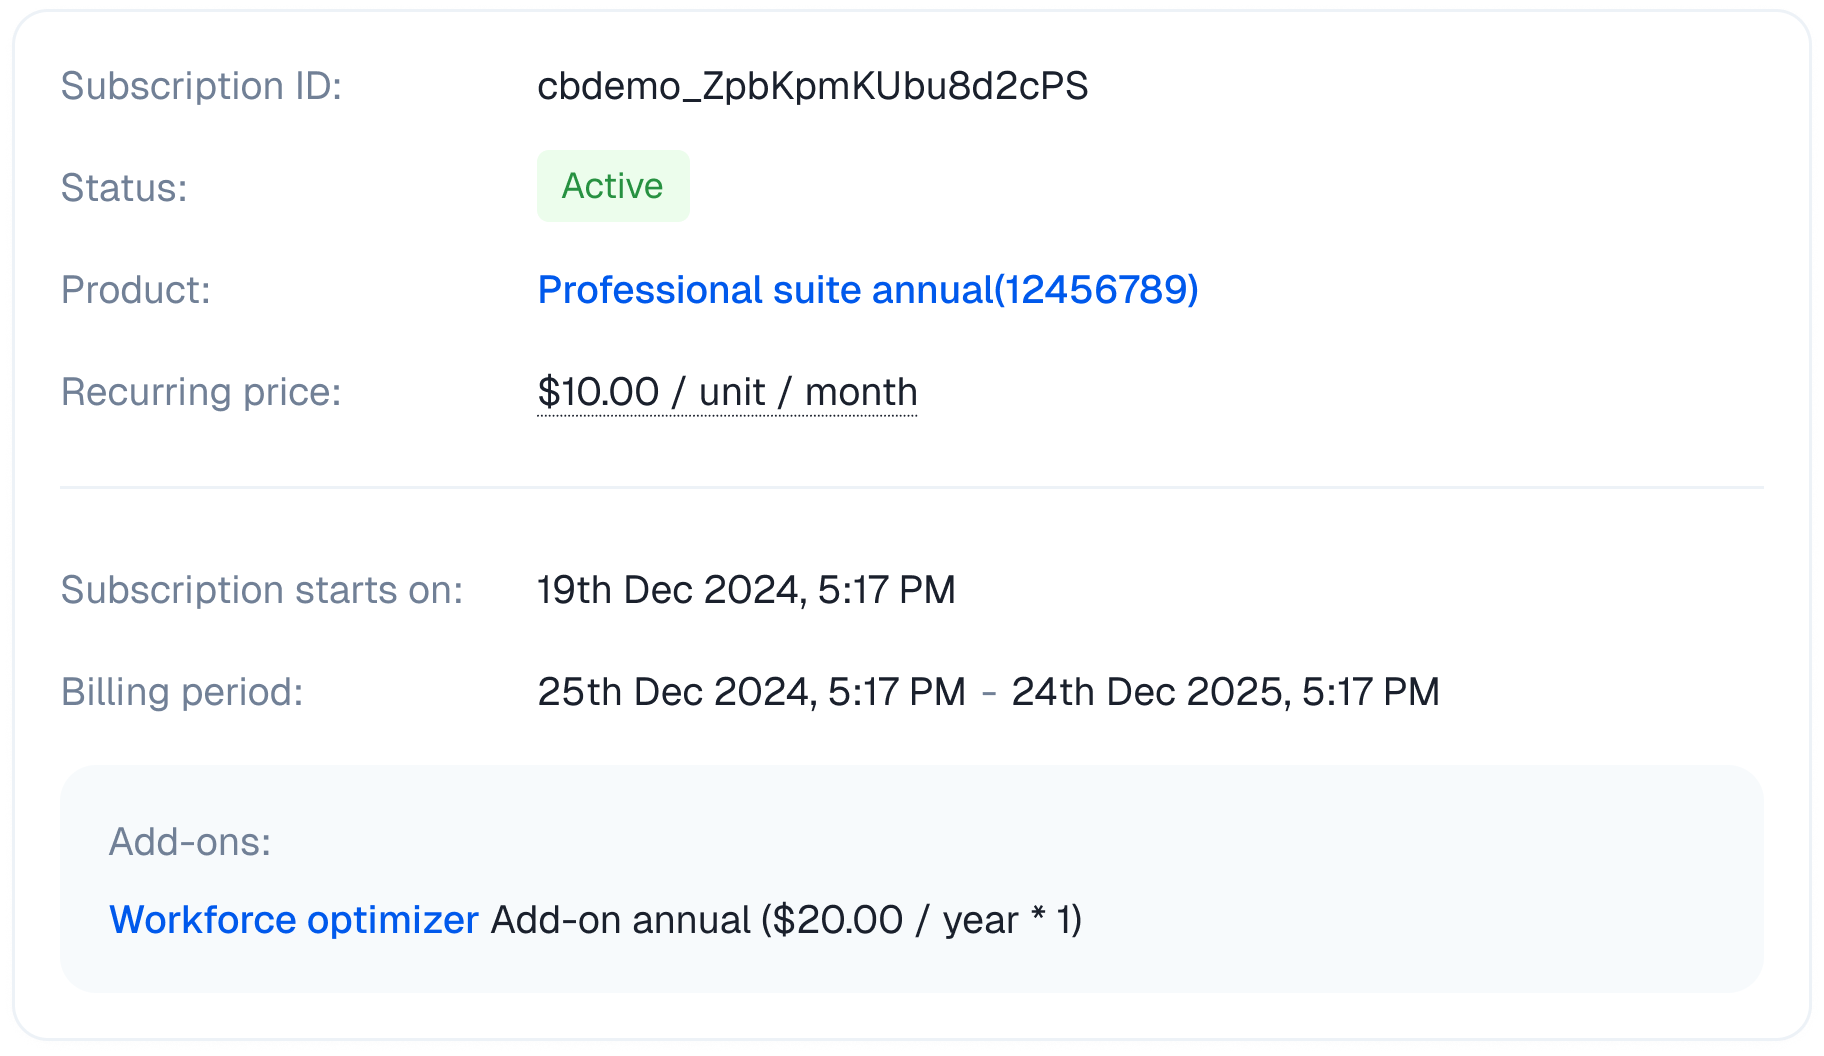 Subscription ID: cbdemo_ZpbKpmKUbu8d2cPS
Status: Active
Product: Professional suite annual(12456789)
Recurring price: $10.00 / unit / month
Subscription starts on: 19th Dec 2024, 5:17 PM
Billing period: 25th Dec 2024, 5:17 PM - 24th Dec 2025, 5:17 PM
Add-ons:
Workforce optimizer Add-on annual ($20.00 / year * 1)